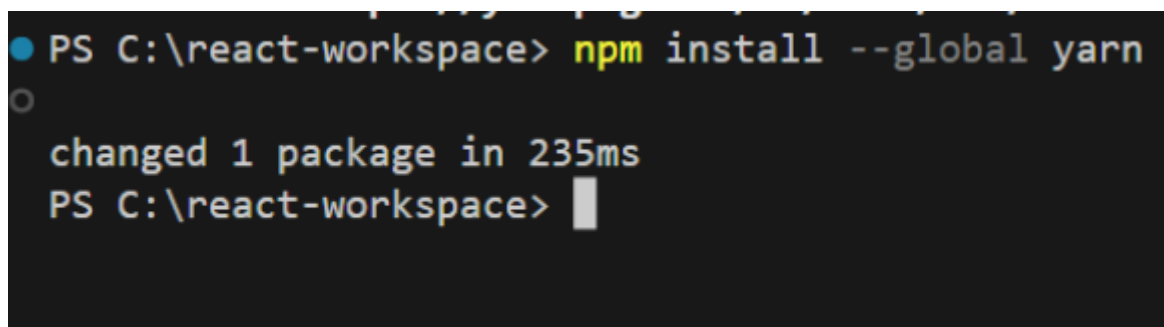 PS C:\react-workspace> npm install --global yarn
changed 1 package in 235ms
PS C:\react-workspace>